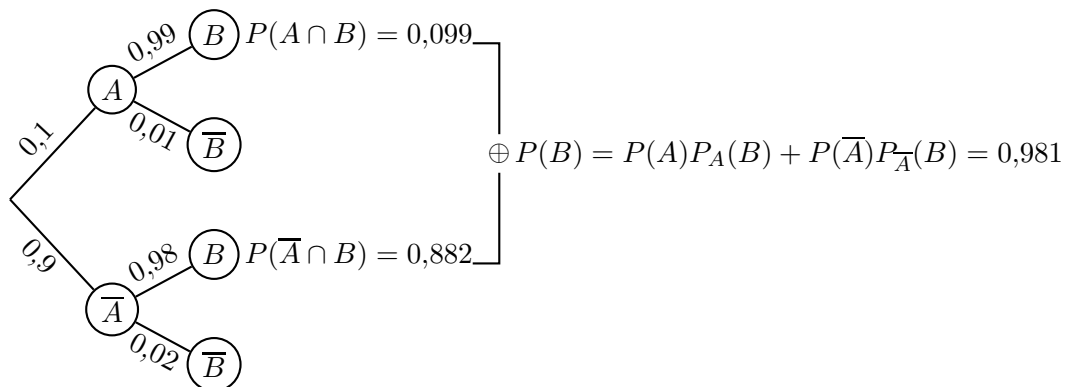 0,99 B P(A ∩ B) = 0,099
A
0,01 B̅
0,1
⊕ P(B) = P(A)P_A(B) + P(A̅)P_A̅(B) = 0,981
0,9
0,98 B P(A̅ ∩ B) = 0,882
A̅
0,02 B̅